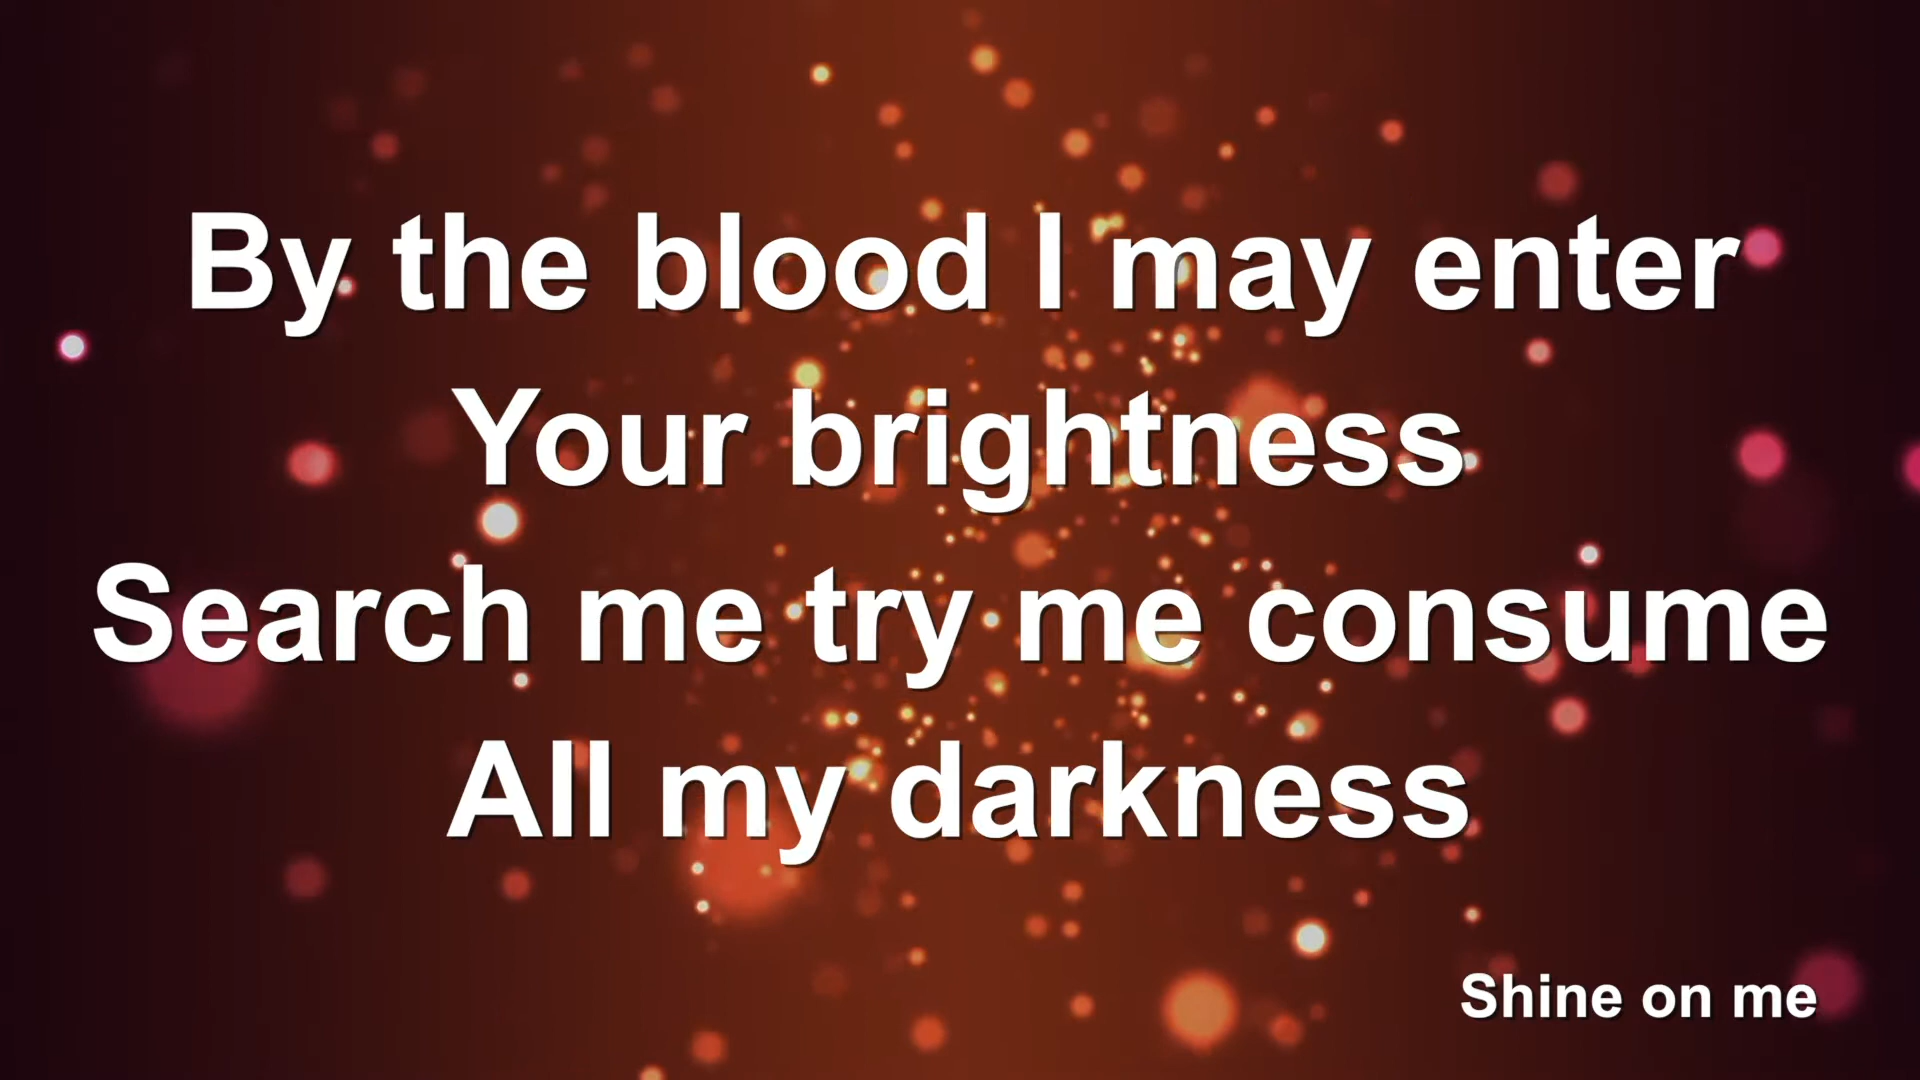 By the blood I may enter
Your brightness
Search me try me consume
All my darkness
Shine on me